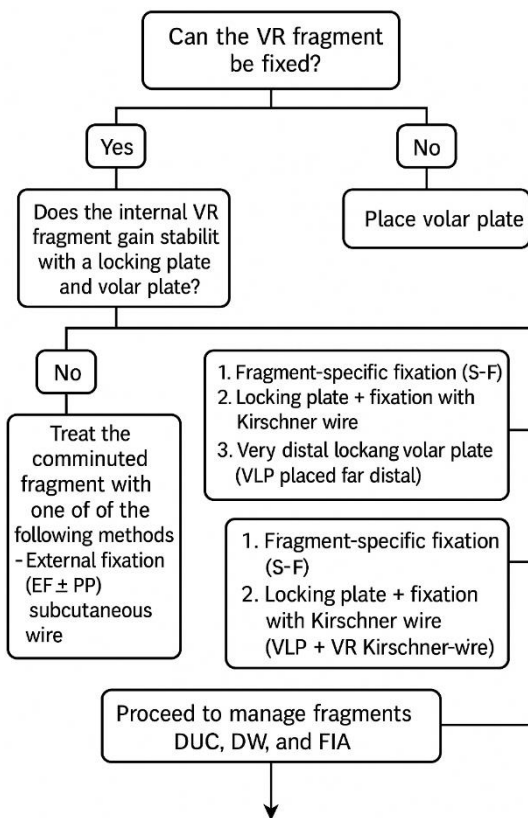 Can the VR fragment
be fixed?
Yes
No
Does the internal VR
fragment gain stabilit
with a locking plate
and volar plate?
Place volar plate
No
Treat the
comminuted
fragment with
one of of the
following methods
- External fixation
(EF ± PP)
subcutaneous
wire
1. Fragment-specific fixation (S-F)
2. Locking plate + fixation with
Kirschner wire
3. Very distal lockang volar plate
(VLP placed far distal)
1. Fragment-specific fixation
(S-F)
2. Locking plate + fixation
with Kirschner wire
(VLP + VR Kirschner-wire)
Proceed to manage fragments
DUC, DW, and FIA